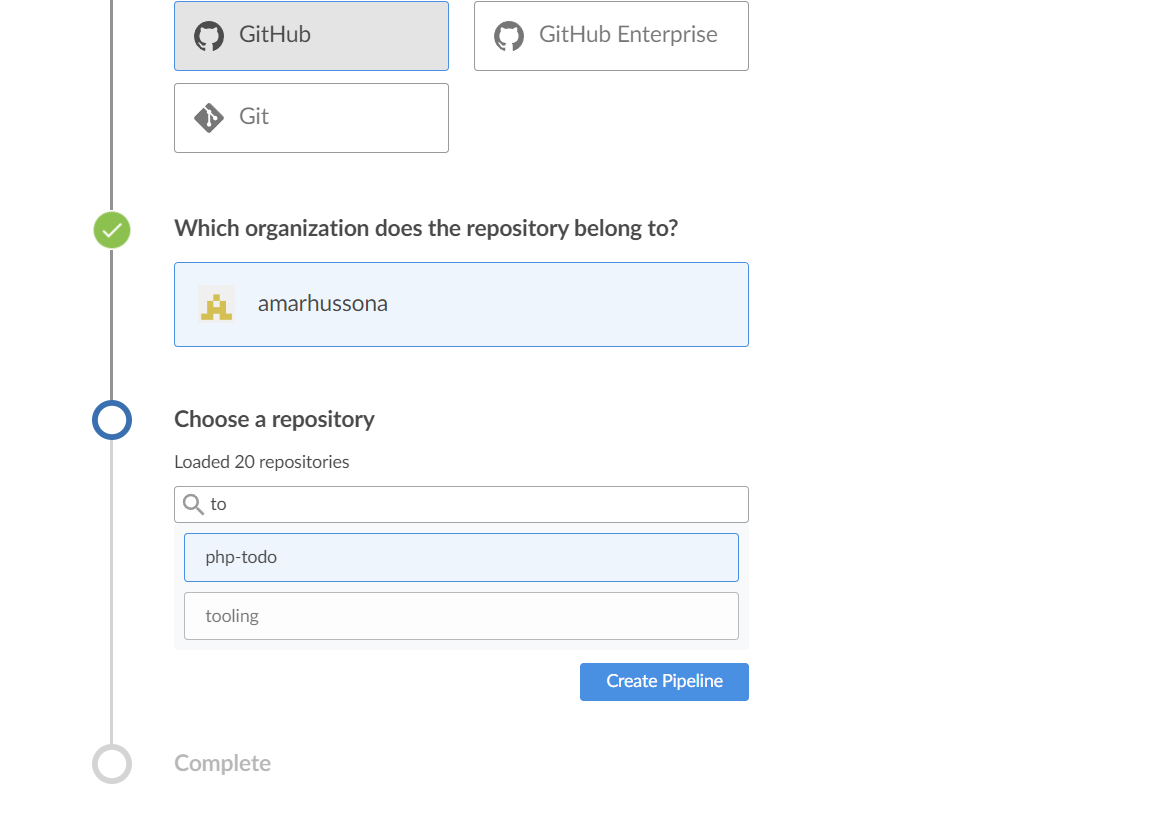 GitHub
GitHub Enterprise
Git
Which organization does the repository belong to?
amarhussona
Choose a repository
Loaded 20 repositories
to
php-todo
tooling
Create Pipeline
Complete